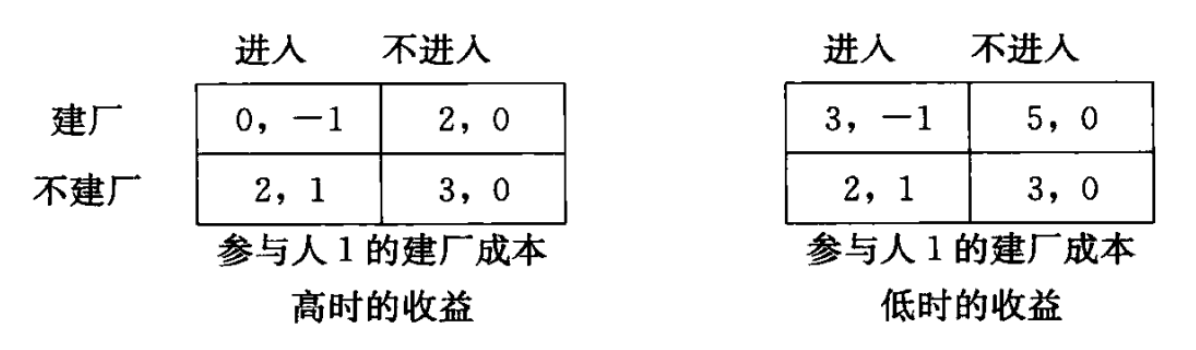 进入 不进入 进入 不进入
建厂 0，－1 2，0 3，－1 5，0
不建厂 2，1 3，0 2，1 3，0
参与人1的建厂成本 参与人1的建厂成本
高时的收益 低时的收益